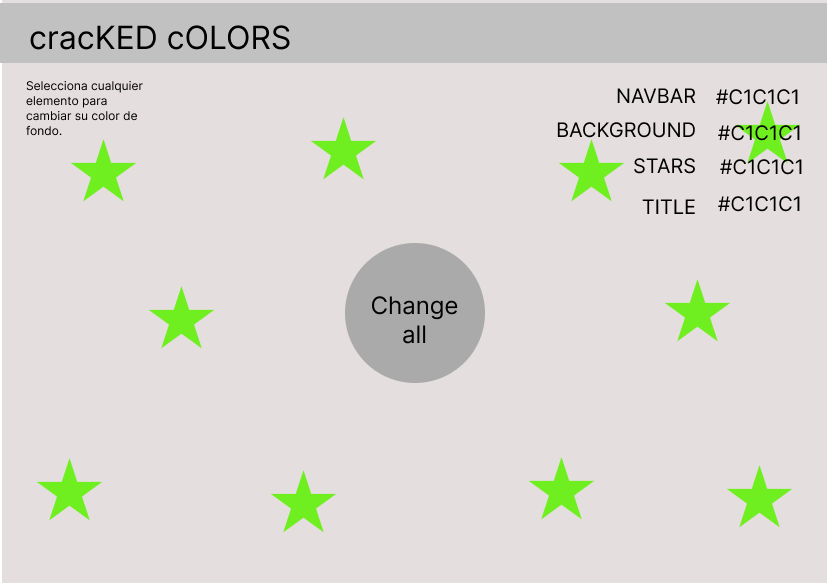 cracKED cOLORS
Selecciona cualquier
elemento para
cambiar su color de
fondo.
NAVBAR #C1C1C1
BACKGROUND #C1C1C1
STARS #C1C1C1
TITLE #C1C1C1
Change
all